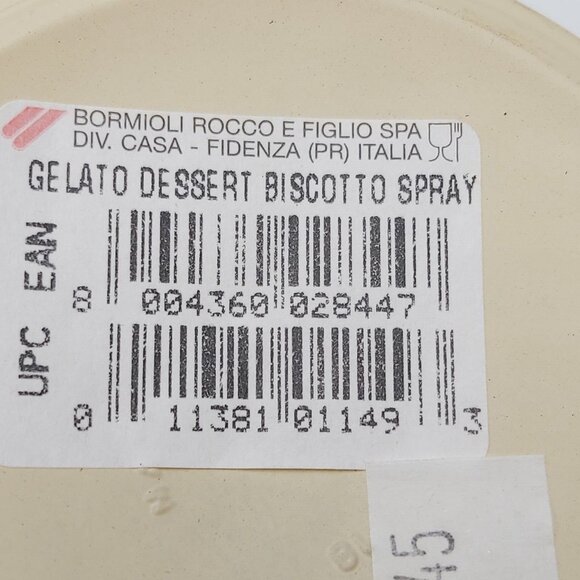 BORMIOLI ROCCO E FIGLIO SPA
DIV. CASA - FIDENZA (PR) ITALIA
GELATO DESSERT BISCOTTO SPRAY
EAN
8 004360 028447
UPC
0 11381 01149 3
45